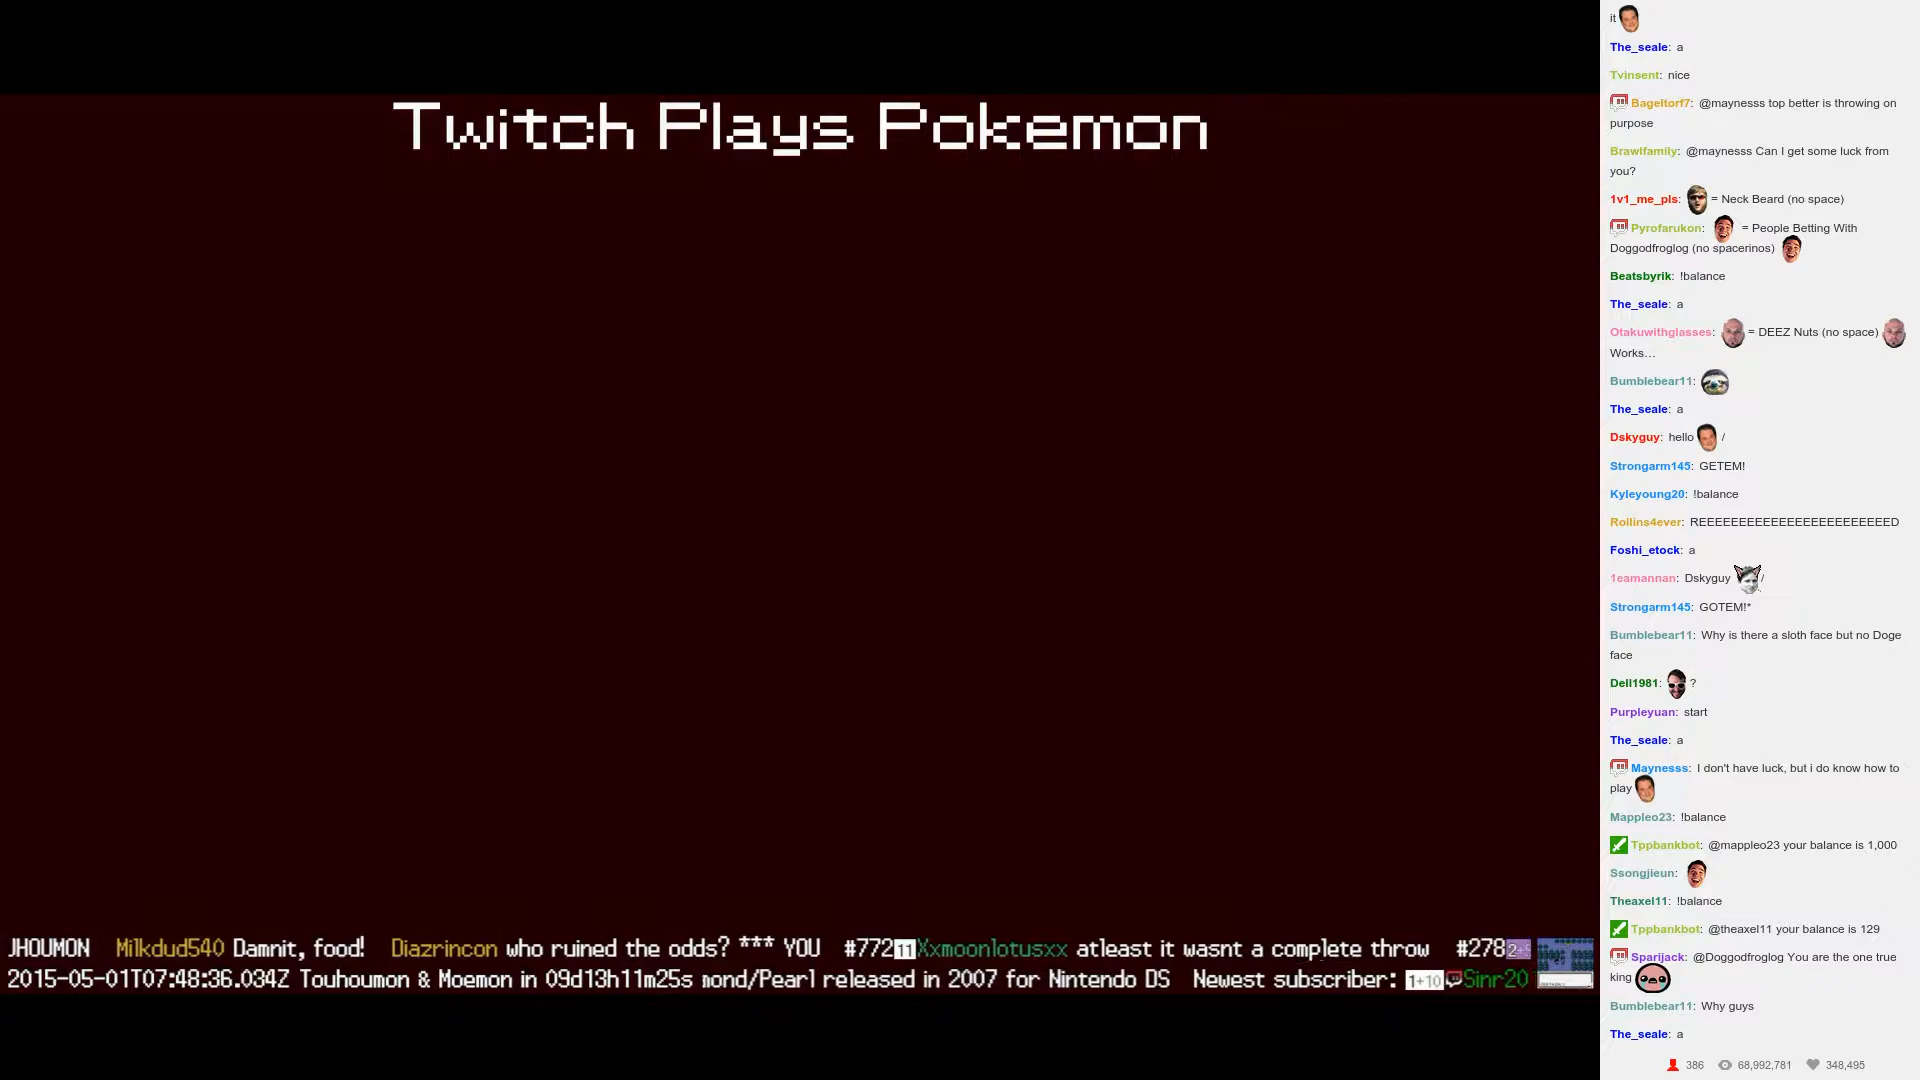 Twitch Plays Pokemon
JHOUMON Milkdud540 Damnit, food! Diazrincon who ruined the odds? *** YOU #772 11 Xxmoonlotusxx atleast it wasnt a complete throw #278
2015-05-01T07:48:36.034Z Touhoumon & Moemon in 09d13h11m25s mond/Pearl released in 2007 for Nintendo DS Newest subscriber: 1+10 Sinr20
it
The_seale: a
Tvinsent: nice
Bageltorf7: @maynesss top better is throwing on
purpose
Brawlfamily: @maynesss Can I get some luck from
you?
1v1_me_pls: = Neck Beard (no space)
Pyrofarukon: = People Betting With
Doggodfroglog (no spacerinos)
Beatsbyrik: !balance
The_seale: a
Otakuwithglasses: = DEEZ Nuts (no space)
Works…
Bumblebear11:
The_seale: a
Dskyguy: hello /
Strongarm145: GETEM!
Kyleyoung20: !balance
Rollins4ever: REEEEEEEEEEEEEEEEEEEEEEEED
Foshi_etock: a
1eamannan: Dskyguy /
Strongarm145: GOTEM!*
Bumblebear11: Why is there a sloth face but no Doge
face
Dell1981: ?
Purpleyuan: start
The_seale: a
Maynesss: I don't have luck, but i do know how to
play
Mappleo23: !balance
Tppbankbot: @mappleo23 your balance is 1,000
Ssongjieun:
Theaxel11: !balance
Tppbankbot: @theaxel11 your balance is 129
Sparijack: @Doggodfroglog You are the one true
king
Bumblebear11: Why guys
The_seale: a
386 68,992,781 348,495